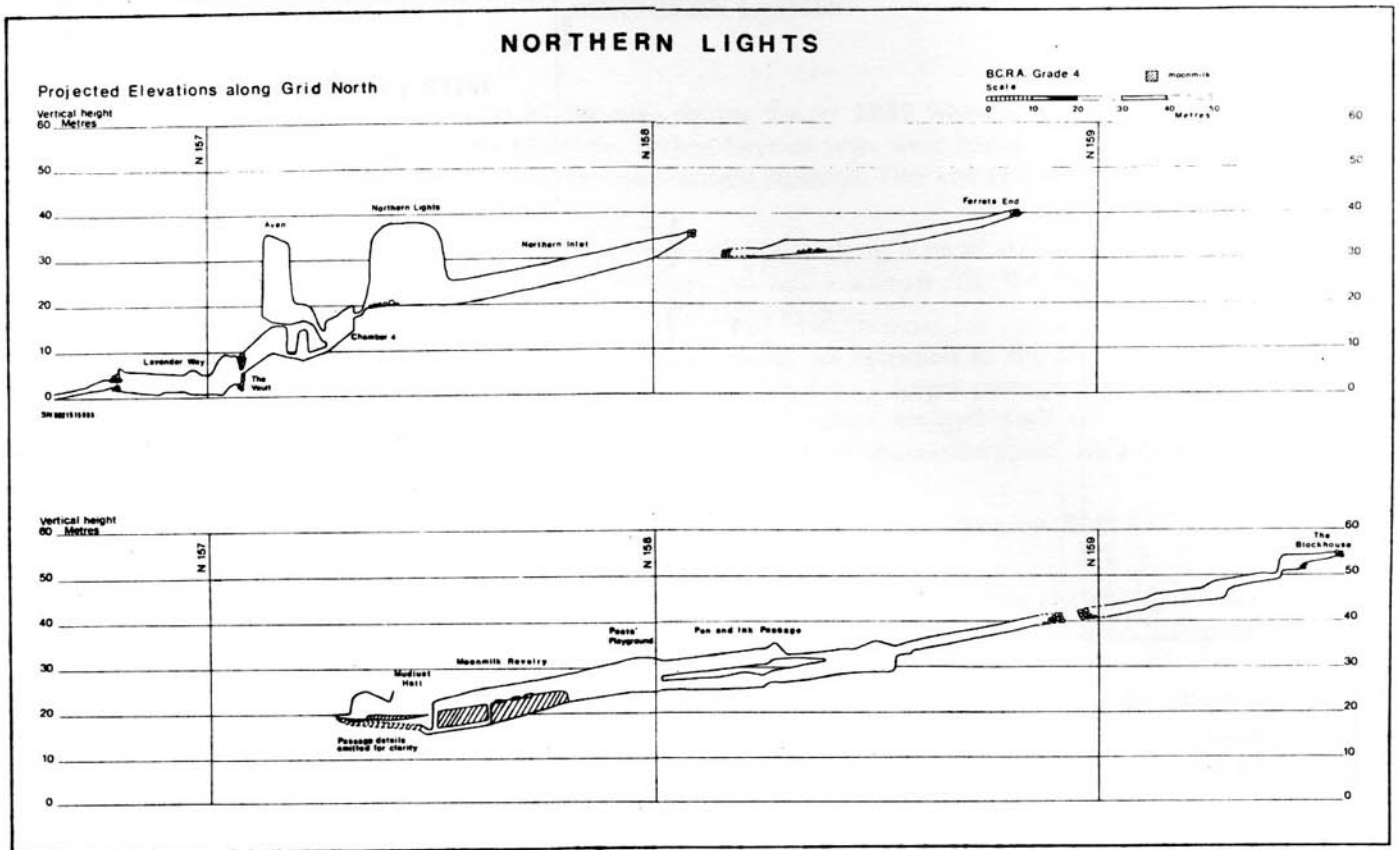 NORTHERN LIGHTS
Projected Elevations along Grid North
B.C.R.A. Grade 4
moonmilk
Scale
0 10 20 30 40 50
Metres
Vertical height
Metres
60
50
40
30
20
10
0
N 157
N 158
N 159
60
50
40
30
20
10
0
Aven
Northern Lights
Northern Inlet
Ferrets End
Chamber 4
Lavender Way
The
Vault
Vertical height
Metres
60
50
40
30
20
10
0
N 157
N 158
N 159
60
50
40
30
20
10
0
The
Blockhouse
Poets'
Playground
Pen and Ink Passage
Moonmilk Revelry
Mudlust
Hall
Passage details
omitted for clarity